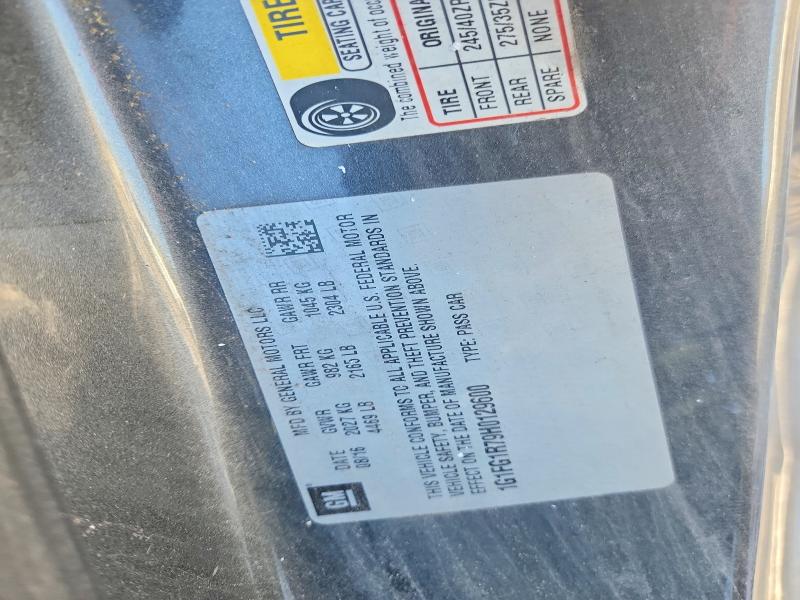 GM
MFD BY GENERAL MOTORS LLC
DATE GVWR GAWR FRT GAWR RR
08/16 2027 KG 982 KG 1045 KG
4469 LB 2165 LB 2304 LB
THIS VEHICLE CONFORMS TO ALL APPLICABLE U.S. FEDERAL MOTOR
VEHICLE SAFETY, BUMPER, AND THEFT PREVENTION STANDARDS IN
EFFECT ON THE DATE OF MANUFACTURE SHOWN ABOVE.
1G1FG1R79H0129600 TYPE: PASS CAR
TIRE
SEATING CAP
The combined weight of occ
TIRE ORIGINA
FRONT 245/40ZR
REAR 275/35Z
SPARE NONE